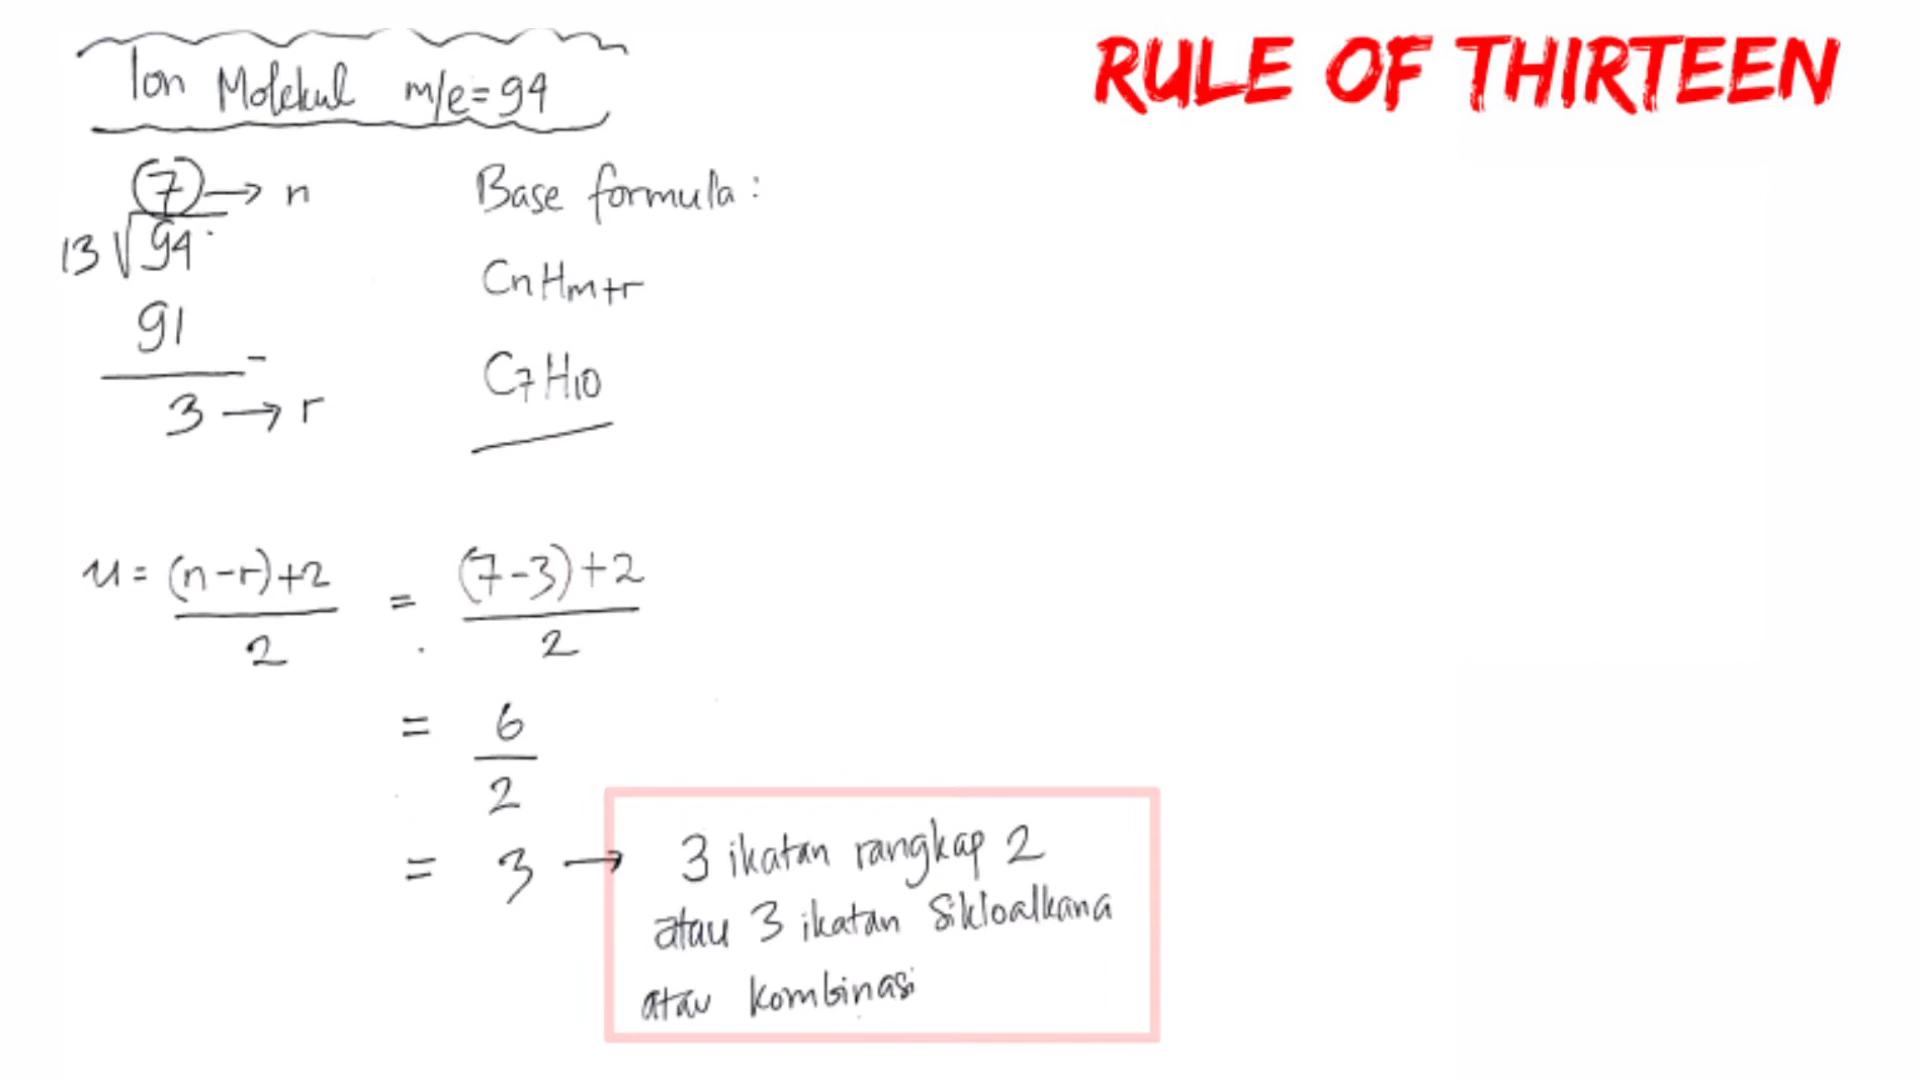 Ion Molekul m/e=94
RULE OF THIRTEEN
7 → n
13 √94
91
-
3 → r
Base formula:
CnHm+r
C7H10
u = (n-r)+2 / 2 = (7-3)+2 / 2
= 6 / 2
= 3 → 3 ikatan rangkap 2
atau 3 ikatan Sikloalkana
atau kombinasi